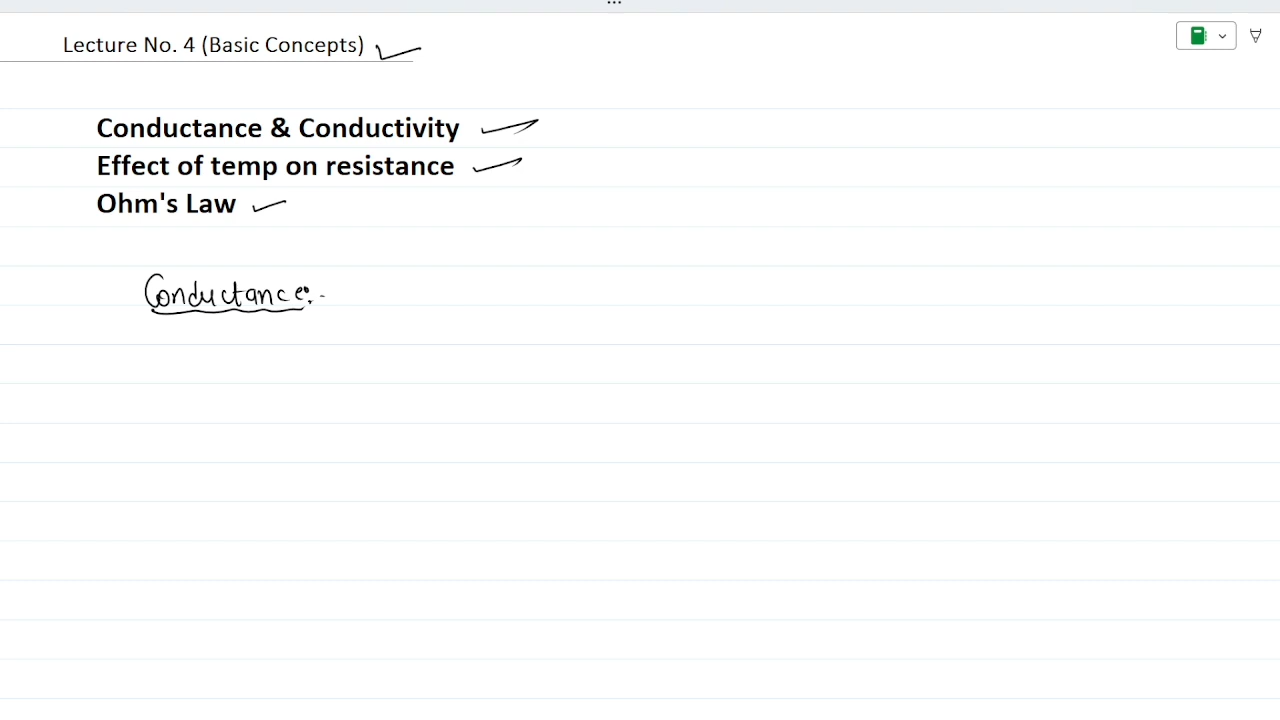 Lecture No. 4 (Basic Concepts)
Conductance & Conductivity
Effect of temp on resistance
Ohm's Law
Conductance:-